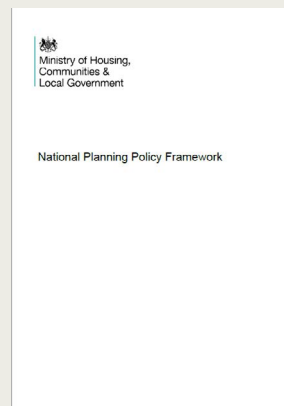 Ministry of Housing,
Communities &
Local Government
National Planning Policy Framework